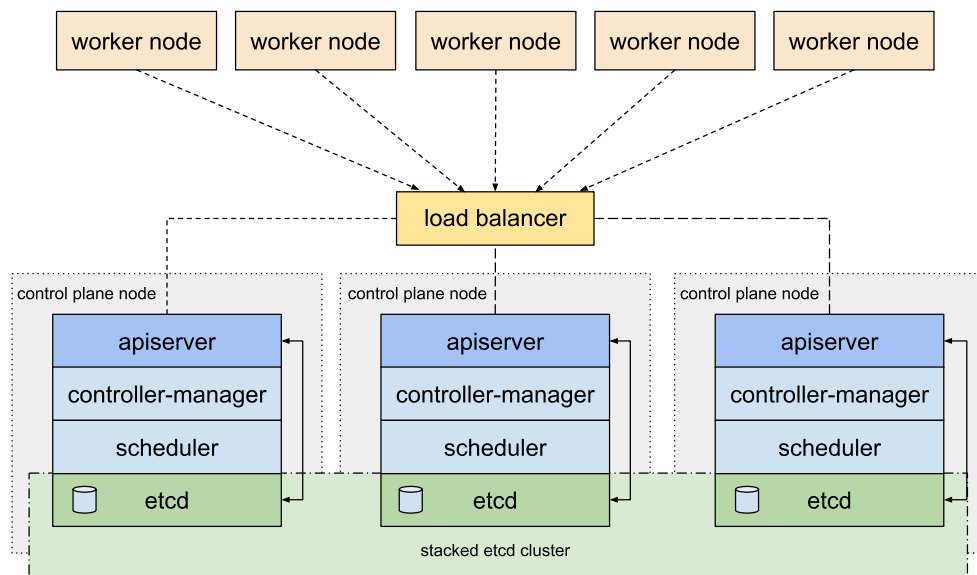 worker node
worker node
worker node
worker node
worker node
load balancer
control plane node
control plane node
control plane node
apiserver
apiserver
apiserver
controller-manager
controller-manager
controller-manager
scheduler
scheduler
scheduler
etcd
etcd
etcd
stacked etcd cluster